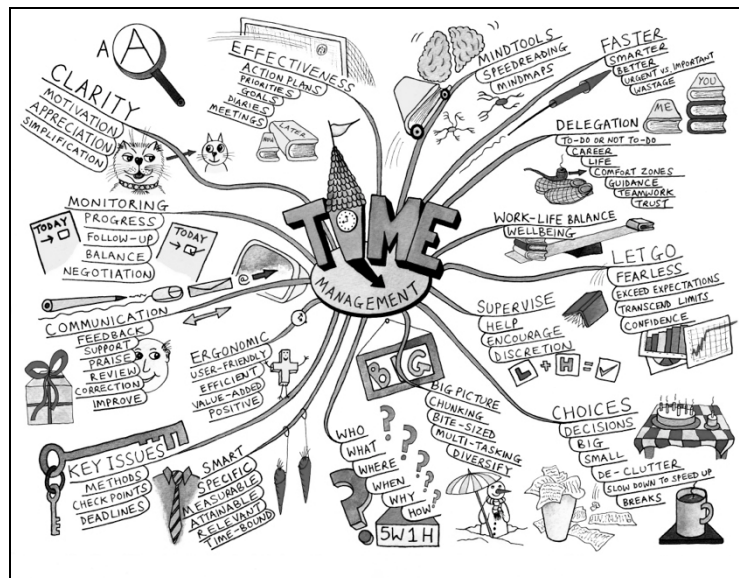 TIME
MANAGEMENT
A A
CLARITY
MOTIVATION
APPRECIATION
SIMPLIFICATION
EFFECTIVENESS
ACTION PLANS
PRIORITIES
GOALS
DIARIES
MEETINGS
NOW
LATER
MINDTOOLS
SPEEDREADING
MINDMAPS
FASTER
SMARTER
BETTER
URGENT VS. IMPORTANT
WASTAGE
ME
YOU
DELEGATION
TO-DO OR NOT TO-DO
CAREER
LIFE
COMFORT ZONES
GUIDANCE
TEAMWORK
TRUST
WORK-LIFE BALANCE
WELLBEING
LET GO
FEARLESS
EXCEED EXPECTATIONS
TRANSCEND LIMITS
CONFIDENCE
SUPERVISE
HELP
ENCOURAGE
DISCRETION
L + H = ✓
CHOICES
DECISIONS
BIG
SMALL
DE-CLUTTER
SLOW DOWN TO SPEED UP
BREAKS
BIG
BIG PICTURE
CHUNKING
BITE-SIZED
MULTI-TASKING
DIVERSIFY
WHO
WHAT
WHERE
WHEN
WHY
HOW
5W1H
SMART
SPECIFIC
MEASURABLE
ATTAINABLE
RELEVANT
TIME-BOUND
KEY ISSUES
METHODS
CHECKPOINTS
DEADLINES
ERGONOMIC
USER-FRIENDLY
EFFICIENT
VALUE-ADDED
POSITIVE
COMMUNICATION
FEEDBACK
SUPPORT
PRAISE
REVIEW
CORRECTION
IMPROVE
@
MONITORING
PROGRESS
FOLLOW-UP
BALANCE
NEGOTIATION
TODAY
TODAY